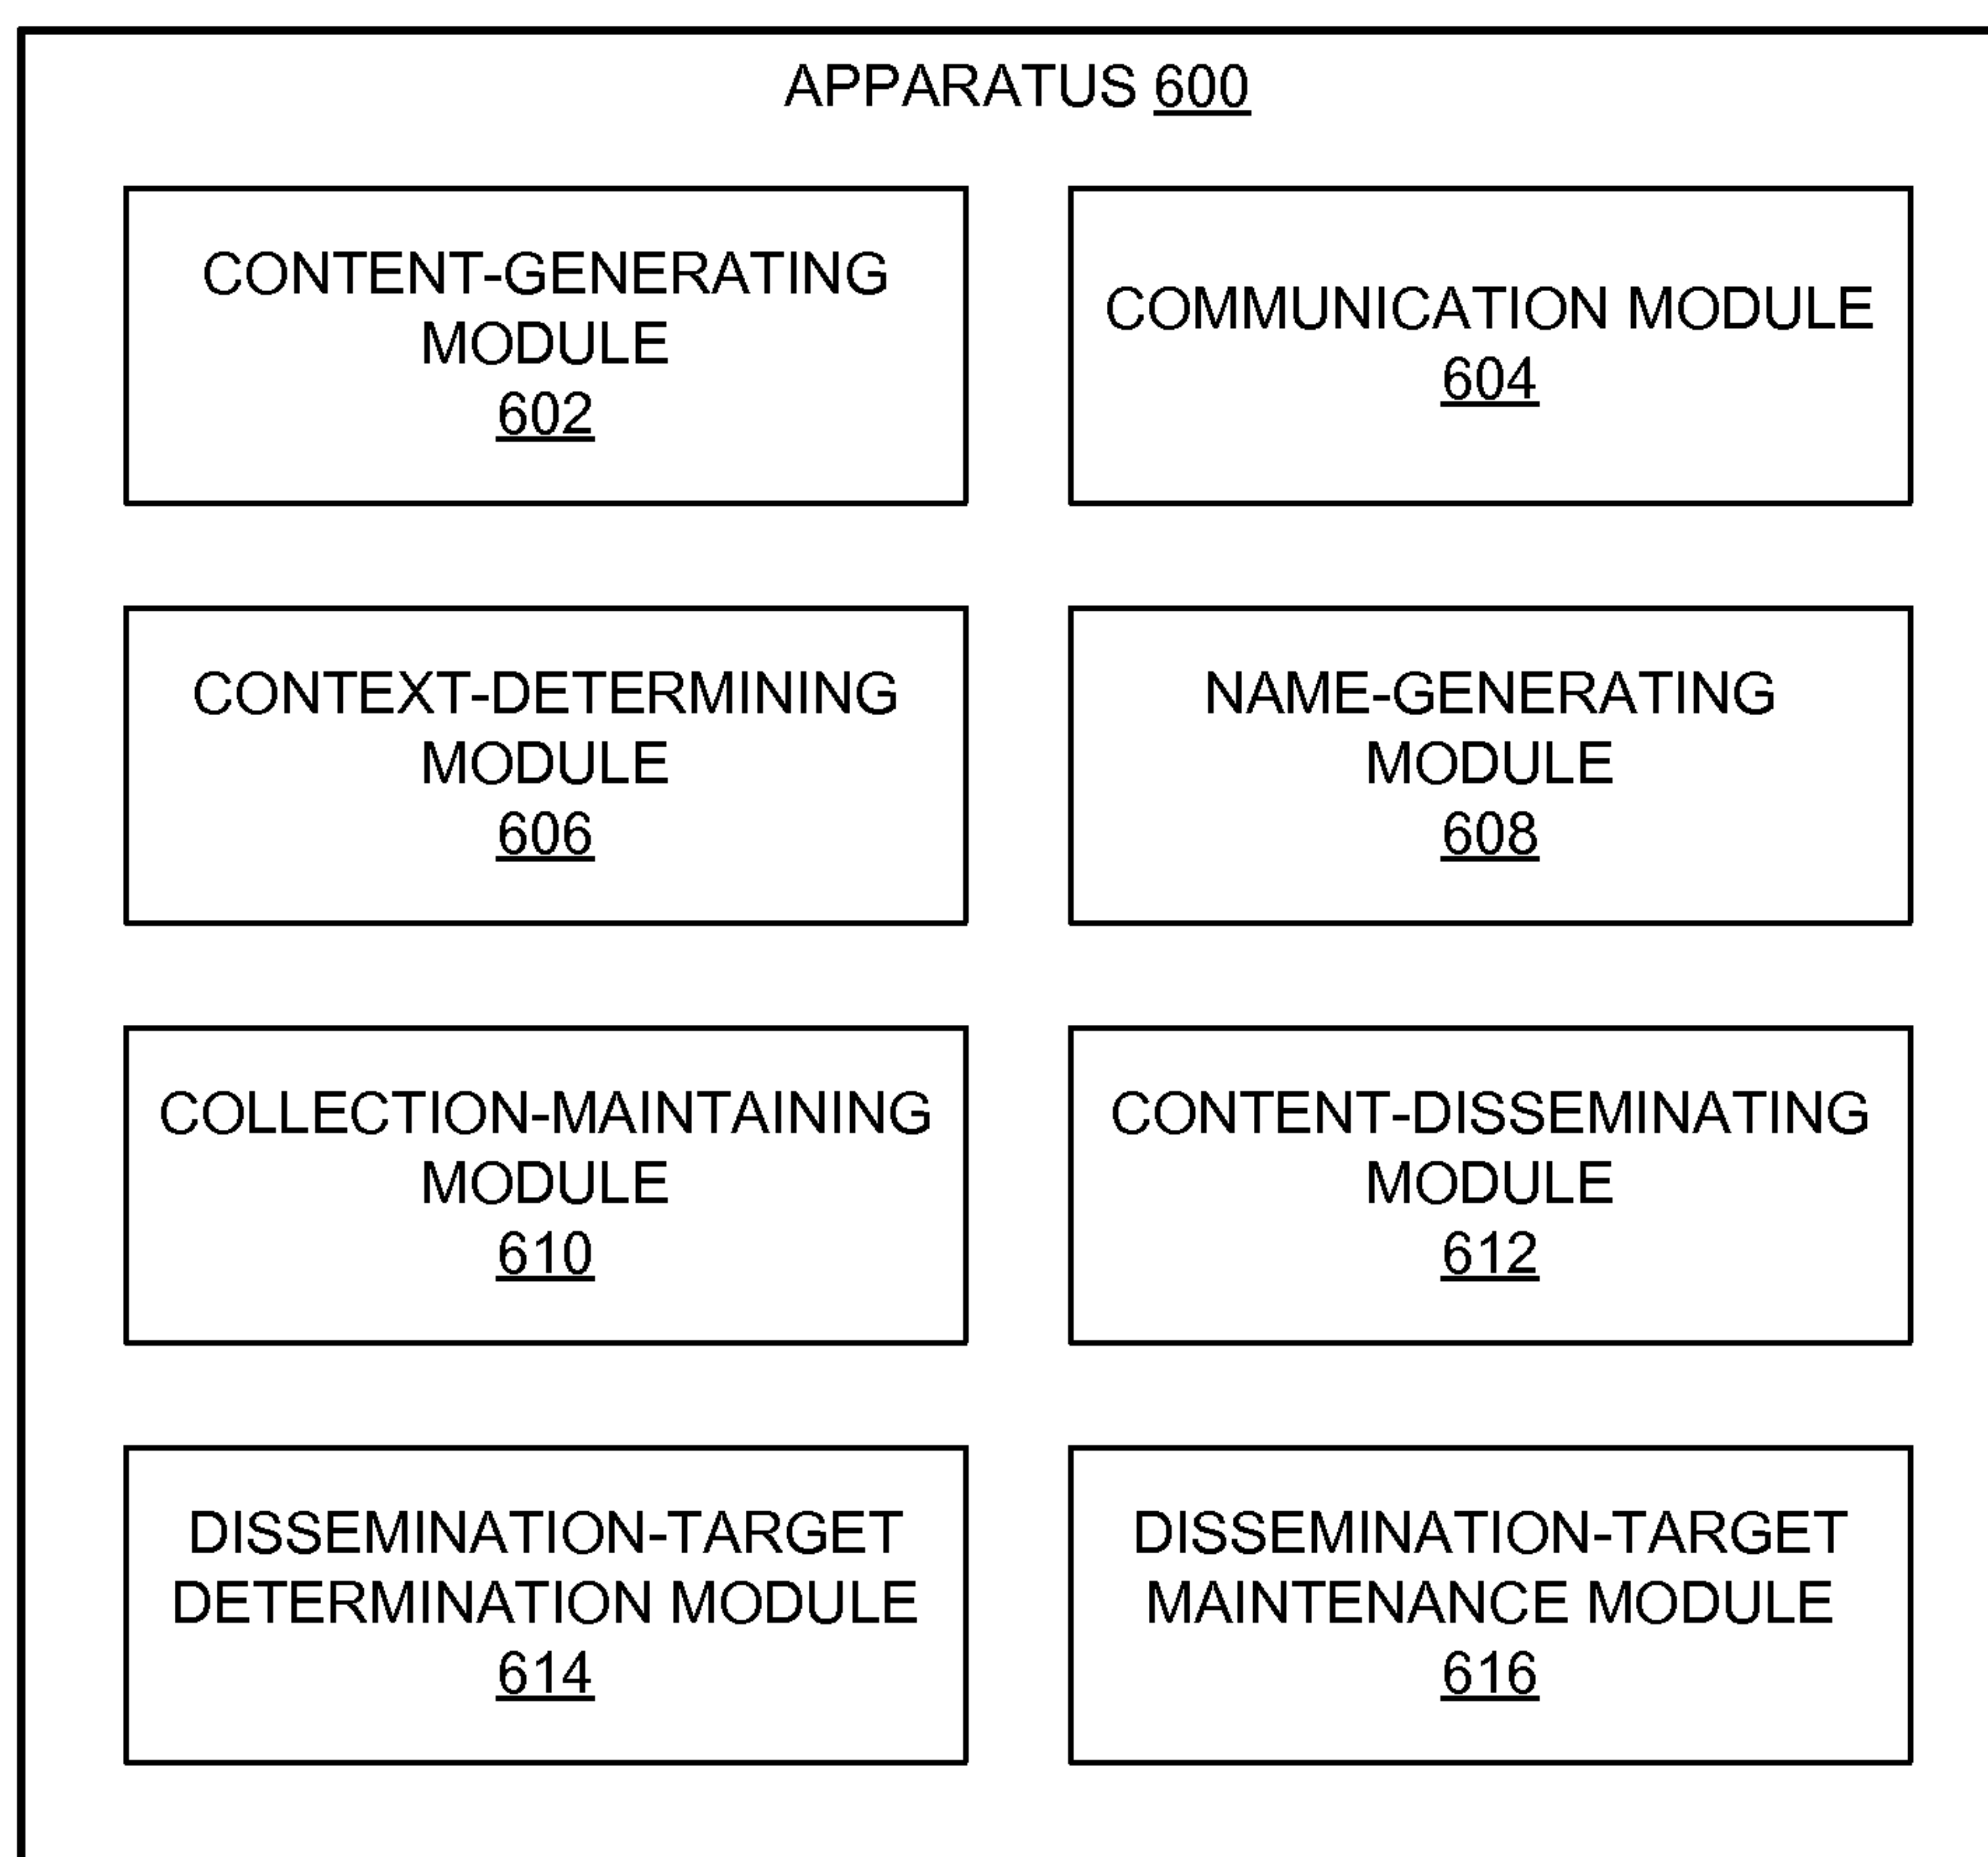 APPARATUS 600
CONTENT-GENERATING
MODULE
602
COMMUNICATION MODULE
604
CONTEXT-DETERMINING
MODULE
606
NAME-GENERATING
MODULE
608
COLLECTION-MAINTAINING
MODULE
610
CONTENT-DISSEMINATING
MODULE
612
DISSEMINATION-TARGET
DETERMINATION MODULE
614
DISSEMINATION-TARGET
MAINTENANCE MODULE
616